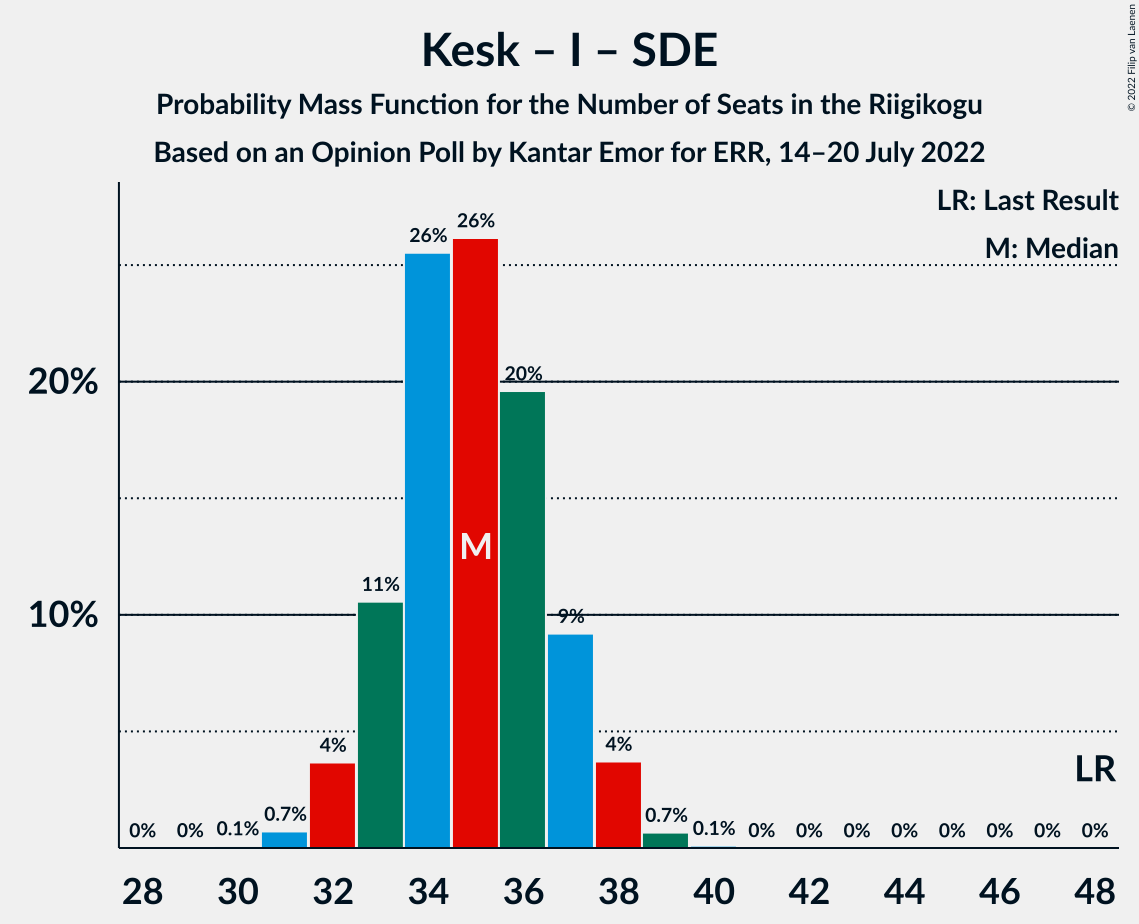 Kesk – I – SDE
Probability Mass Function for the Number of Seats in the Riigikogu
Based on an Opinion Poll by Kantar Emor for ERR, 14–20 July 2022
© 2022 Filip van Laenen
LR: Last Result
M: Median
20%
10%
0%
0%
0.1%
0.7%
4%
11%
26%
26%
20%
9%
4%
0.7%
0.1%
0%
0%
0%
0%
0%
0%
0%
0%
M
LR
28 30 32 34 36 38 40 42 44 46 48